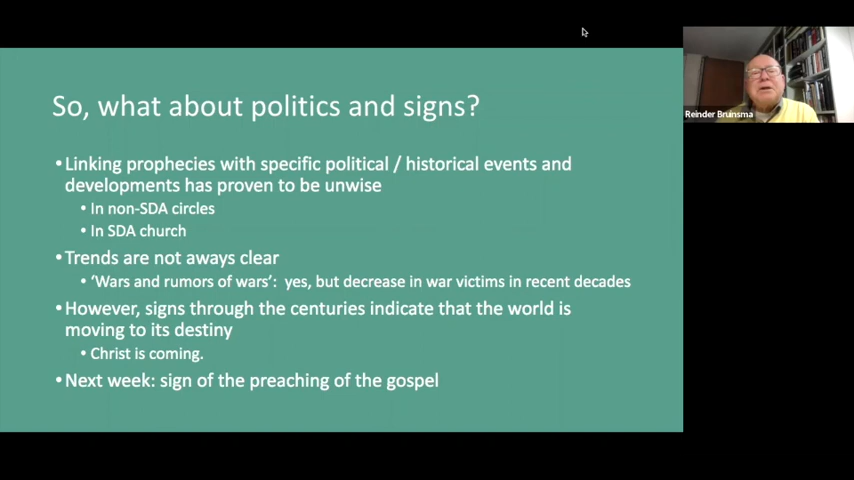 So, what about politics and signs?
•Linking prophecies with specific political / historical events and
developments has proven to be unwise
• In non-SDA circles
• In SDA church
•Trends are not aways clear
• ‘Wars and rumors of wars’: yes, but decrease in war victims in recent decades
•However, signs through the centuries indicate that the world is
moving to its destiny
• Christ is coming.
•Next week: sign of the preaching of the gospel
Reinder Bruinsma